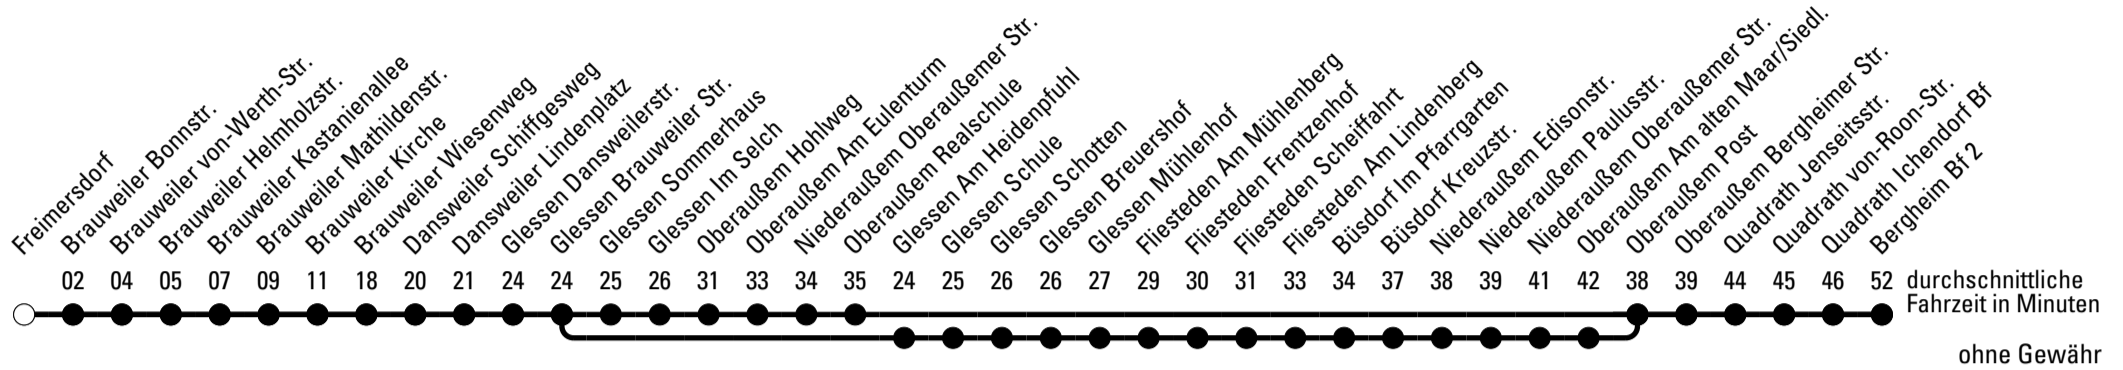 Freimersdorf
Brauweiler Bonnstr.
Brauweiler von-Werth-Str.
Brauweiler Helmholzstr.
Brauweiler Kastanienallee
Brauweiler Mathildenstr.
Brauweiler Kirche
Brauweiler Wiesenweg
Dansweiler Schiffgesweg
Dansweiler Lindenplatz
Glessen Dansweilerstr.
Glessen Brauweiler Str.
Glessen Sommerhaus
Glessen Im Selch
Oberaußem Hohlweg
Oberaußem Am Eulenturm
Niederaußem Oberaußemer Str.
Oberaußem Realschule
Glessen Am Heidenpfuhl
Glessen Schule
Glessen Schotten
Glessen Breuershof
Glessen Mühlenhof
Fliesteden Am Mühlenberg
Fliesteden Frentzenhof
Fliesteden Scheiffahrt
Fliesteden Am Lindenberg
Büsdorf Im Pfarrgarten
Büsdorf Kreuzstr.
Niederaußem Edisonstr.
Niederaußem Paulusstr.
Niederaußem Oberaußemer Str.
Oberaußem Am alten Maar/Siedl.
Oberaußem Post
Oberaußem Bergheimer Str.
Quadrath Jenseitsstr.
Quadrath von-Roon-Str.
Quadrath Ichendorf Bf
Bergheim Bf 2
02 04 05 07 09 11 18 20 21 24 24 25 26 31 33 34 35 24 25 26 26 27 29 30 31 33 34 37 38 39 41 42 38 39 44 45 46 52 durchschnittliche
Fahrzeit in Minuten
ohne Gewähr